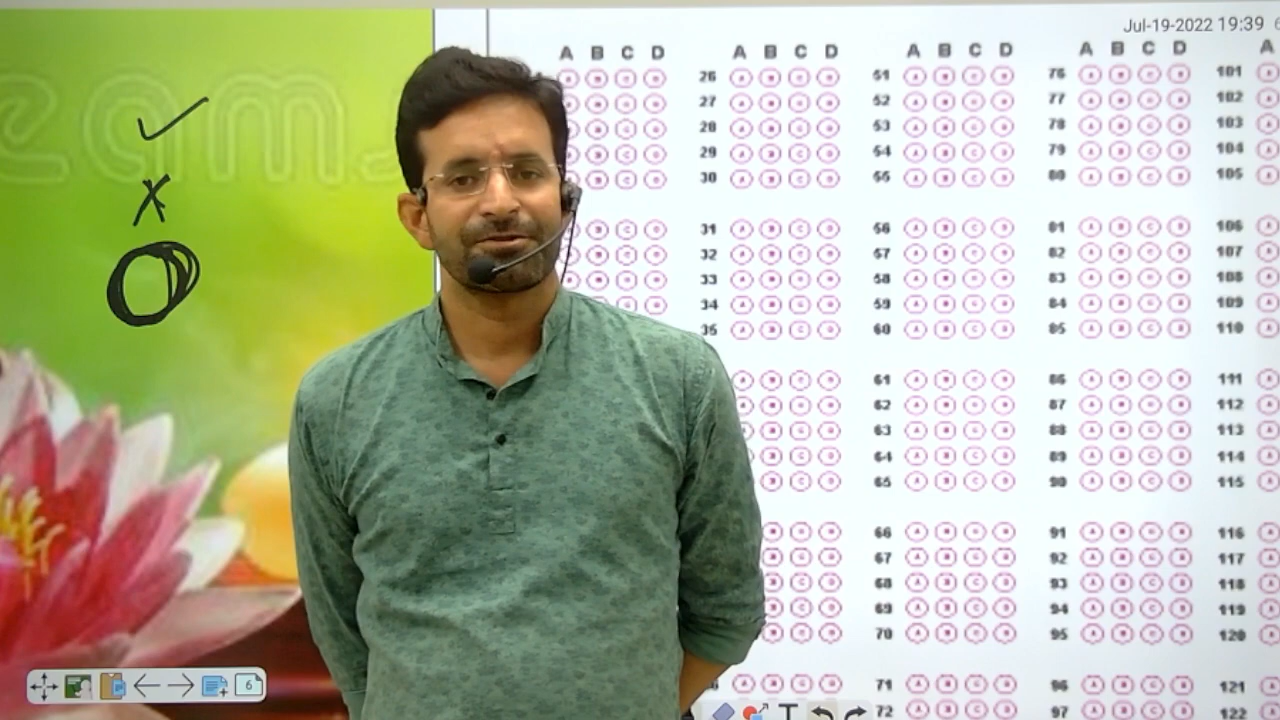 Jul-19-2022 19:39 6
eams
✓
x
O
A B C D A B C D A B C D A B C D A
26 51 76 101
27 52 77 102
28 53 78 103
29 54 79 104
30 55 80 105
31 56 81 106
32 57 82 107
33 58 83 108
34 59 84 109
35 60 85 110
61 86 111
62 87 112
63 88 113
64 89 114
65 90 115
66 91 116
67 92 117
68 93 118
69 94 119
70 95 120
71 96 121
72 97 122
6
T